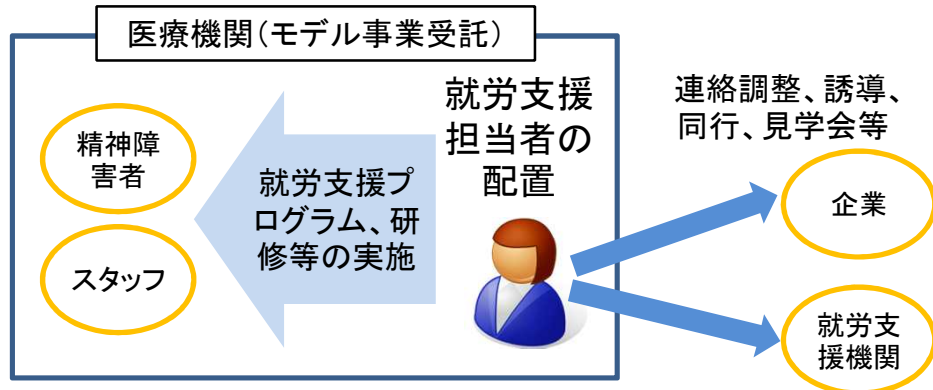 医療機関(モデル事業受託)
精神障
害者
スタッフ
就労支援プ
ログラム、研
修等の実施
就労支援
担当者の
配置
連絡調整、誘導、
同行、見学会等
企業
就労支
援機関